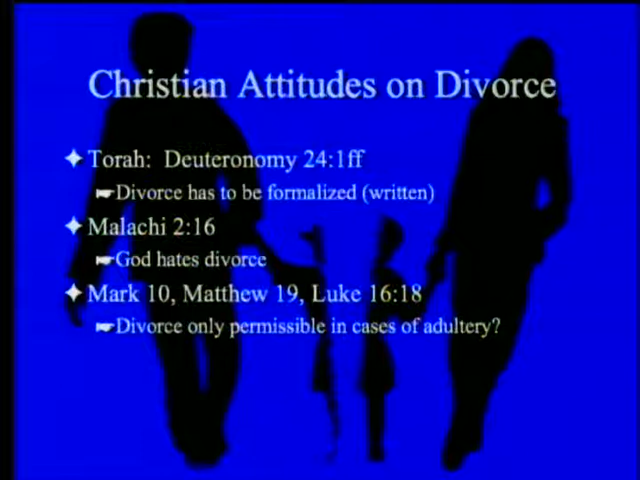 Christian Attitudes on Divorce
Torah: Deuteronomy 24:1ff
Divorce has to be formalized (written)
Malachi 2:16
God hates divorce
Mark 10, Matthew 19, Luke 16:18
Divorce only permissible in cases of adultery?